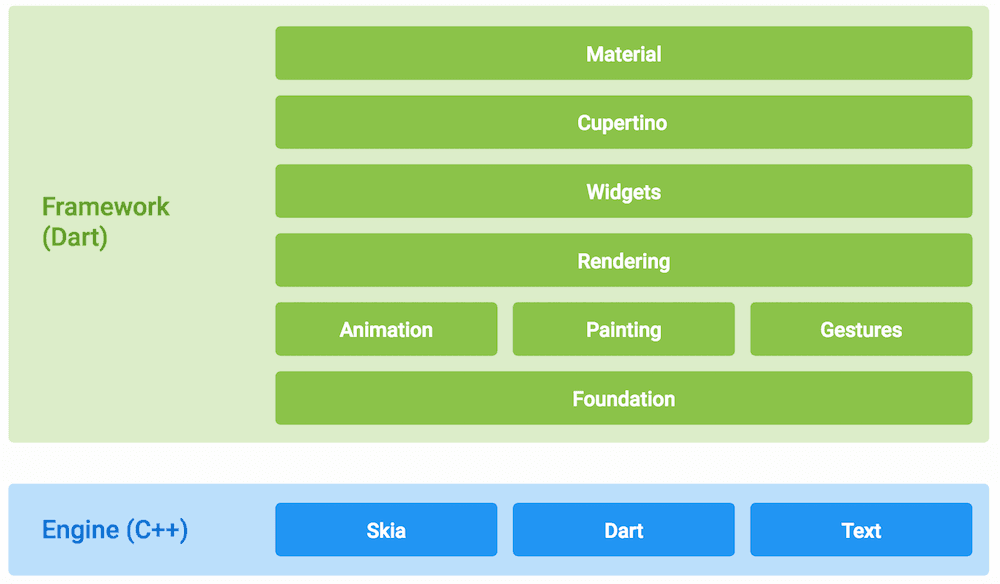 Material
Cupertino
Widgets
Framework
(Dart)
Rendering
Animation Painting Gestures
Foundation
Engine (C++) Skia Dart Text